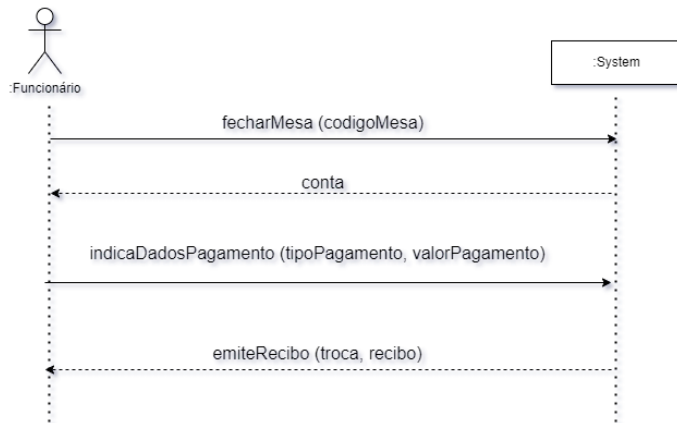 :Funcionário
:System
fecharMesa (codigoMesa)
conta
indicaDadosPagamento (tipoPagamento, valorPagamento)
emiteRecibo (troca, recibo)